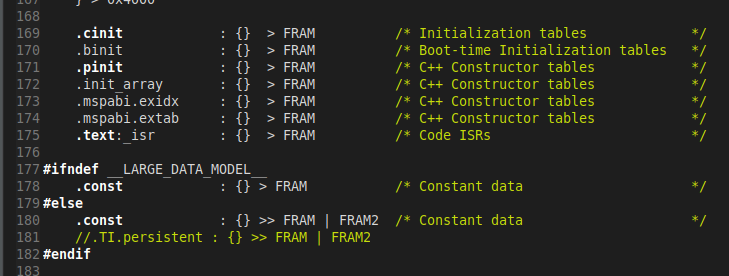 168
169     .cinit            : {}  > FRAM          /* Initialization tables              */
170     .binit            : {}  > FRAM          /* Boot-time Initialization tables   */
171     .pinit            : {}  > FRAM          /* C++ Constructor tables             */
172     .init_array       : {}  > FRAM          /* C++ Constructor tables             */
173     .mspabi.exidx     : {}  > FRAM          /* C++ Constructor tables             */
174     .mspabi.extab     : {}  > FRAM          /* C++ Constructor tables             */
175     .text:_isr        : {}  > FRAM          /* Code ISRs                          */
176
177 #ifndef __LARGE_DATA_MODEL__
178     .const            : {} > FRAM           /* Constant data                      */
179 #else
180     .const            : {} >> FRAM | FRAM2  /* Constant data                      */
181     //.TI.persistent : {} >> FRAM | FRAM2
182 #endif
183